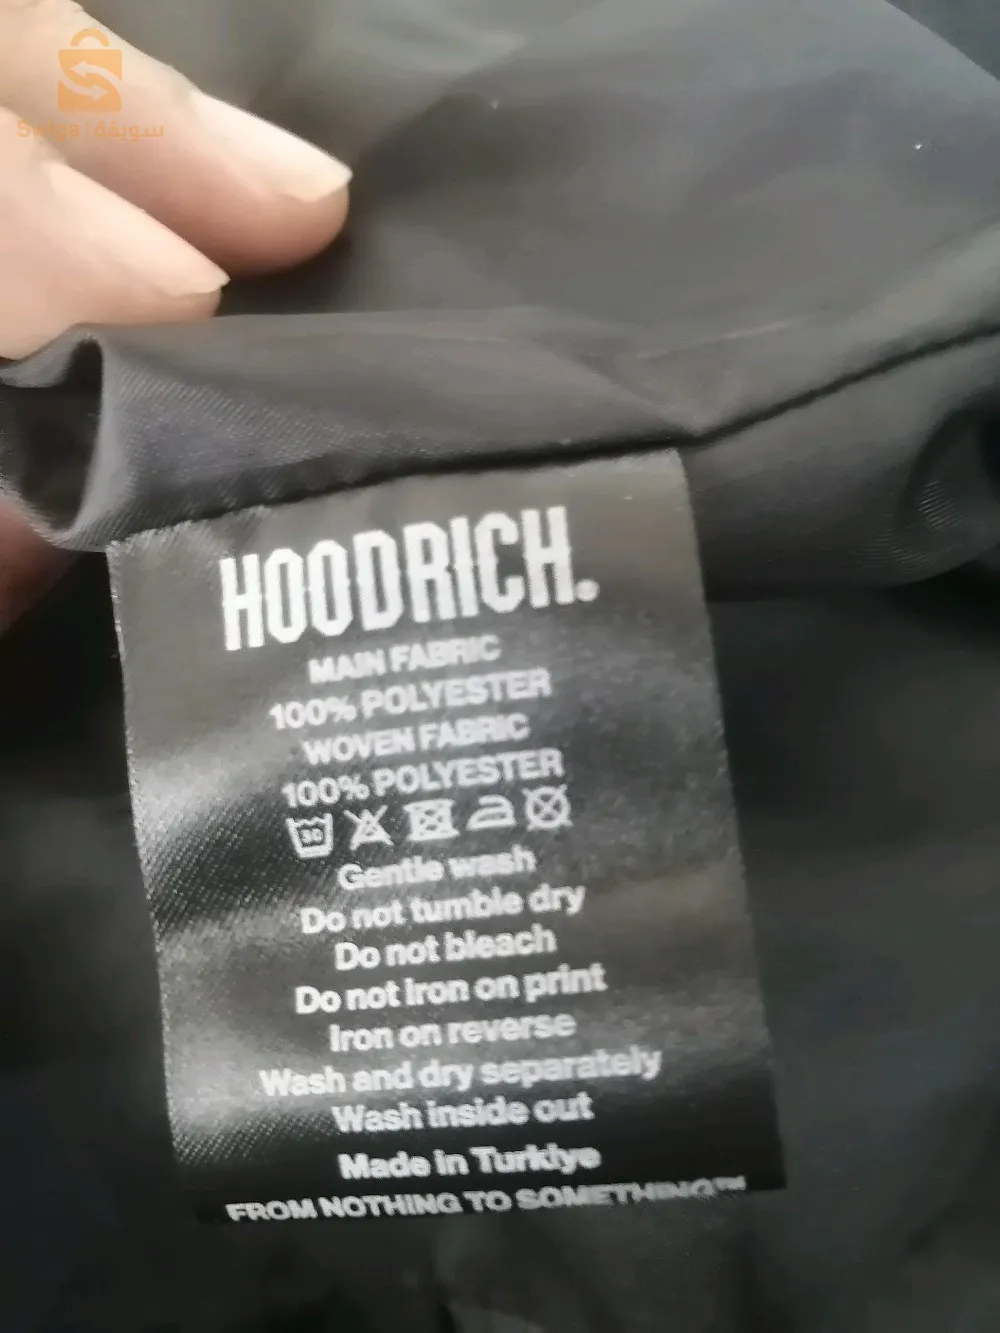 Swiqa | سويقة
HOODRICH.
MAIN FABRIC
100% POLYESTER
WOVEN FABRIC
100% POLYESTER
30
Gentle wash
Do not tumble dry
Do not bleach
Do not iron on print
Iron on reverse
Wash and dry separately
Wash inside out
Made in Turkiye
FROM NOTHING TO SOMETHING™